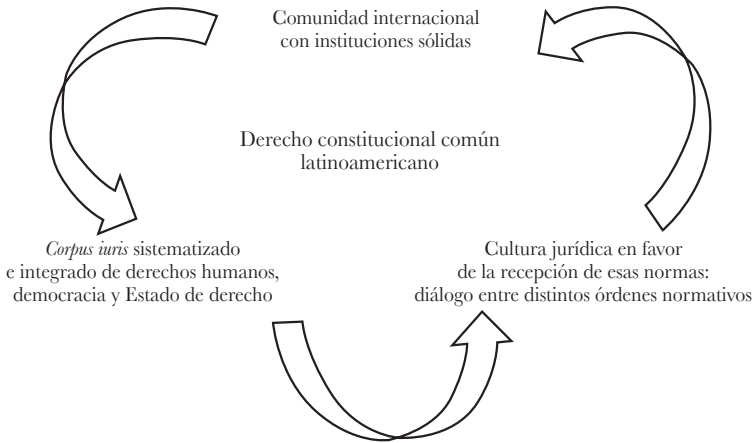 Comunidad internacional
con instituciones sólidas
Derecho constitucional común
latinoamericano
Corpus iuris sistematizado
e integrado de derechos humanos,
democracia y Estado de derecho
Cultura jurídica en favor
de la recepción de esas normas:
diálogo entre distintos órdenes normativos